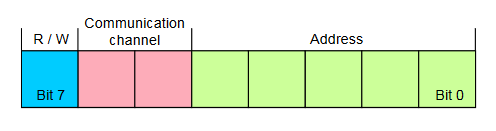 Communication
R / W channel Address
Bit 7 Bit 0